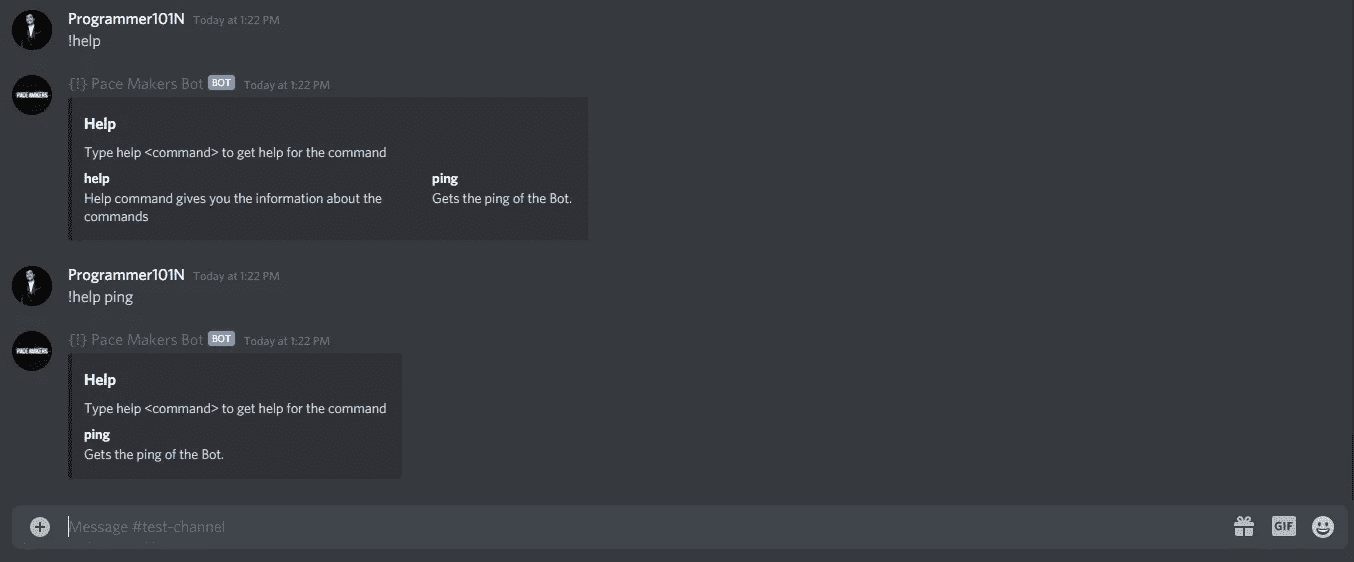 Programmer101N Today at 1:22 PM
!help
{!} Pace Makers Bot BOT Today at 1:22 PM
PACE MAKERS
Help
Type help <command> to get help for the command
help ping
Help command gives you the information about the Gets the ping of the Bot.
commands
Programmer101N Today at 1:22 PM
!help ping
{!} Pace Makers Bot BOT Today at 1:22 PM
PACE MAKERS
Help
Type help <command> to get help for the command
ping
Gets the ping of the Bot.
Message #test-channel GIF